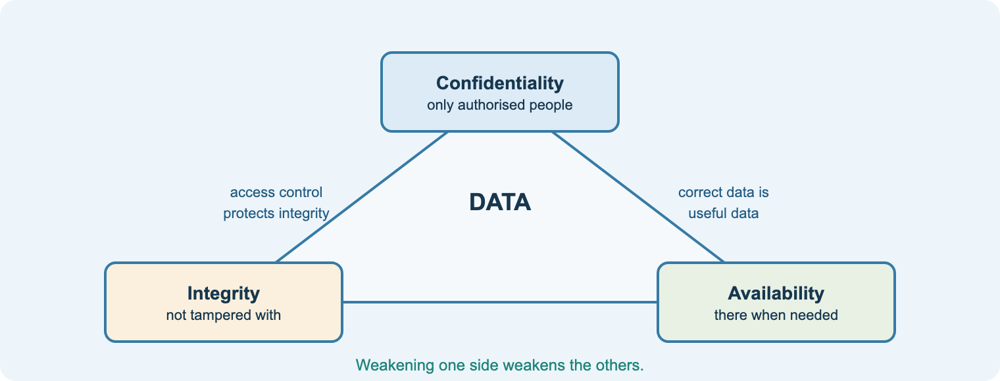 Confidentiality
only authorised people
access control
protects integrity
DATA
correct data is
useful data
Integrity
not tampered with
Availability
there when needed
Weakening one side weakens the others.